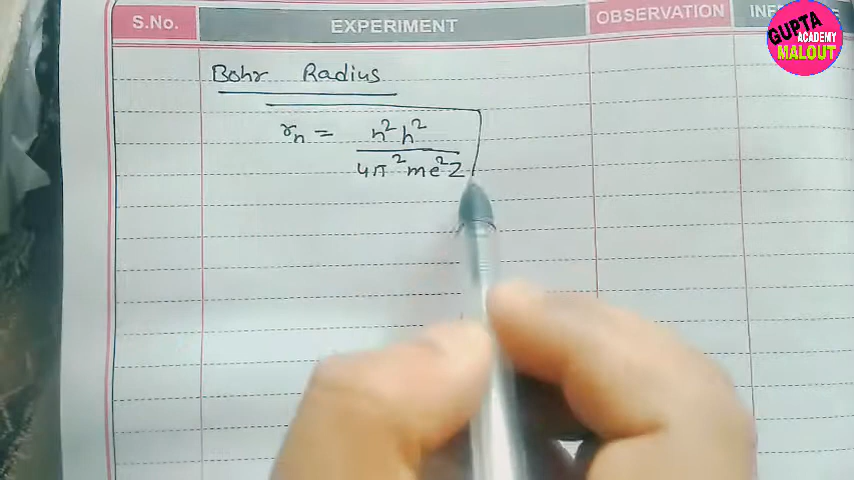 S.No. EXPERIMENT OBSERVATION
GUPTA
ACADEMY
MALOUT
Bohr Radius
rₙ = n²h² / 4π²me²Z